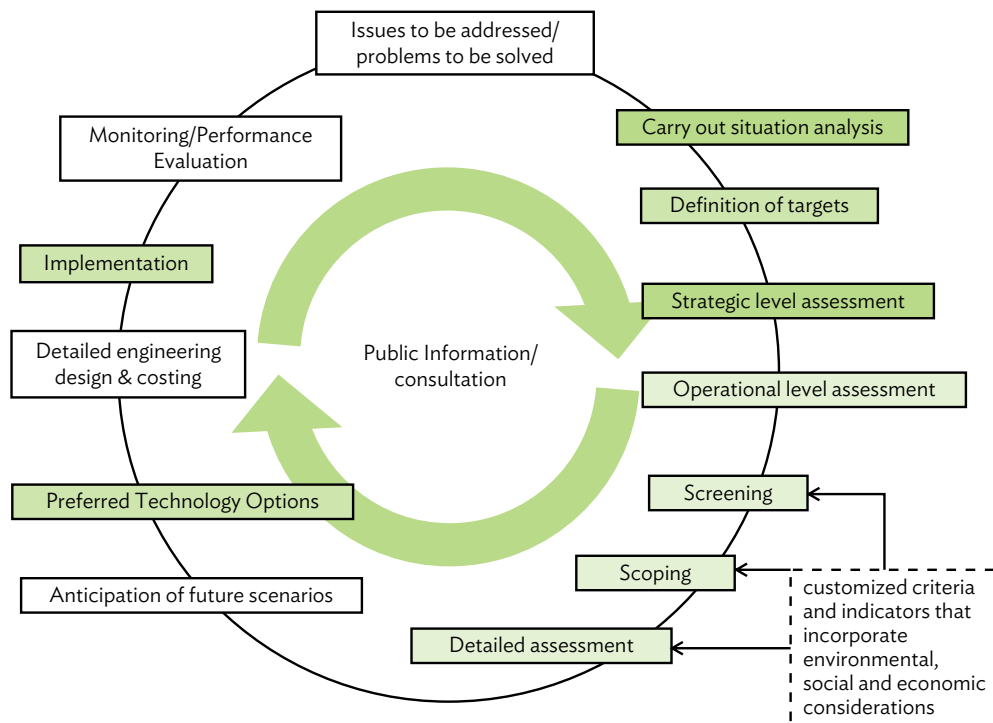 Issues to be addressed/
problems to be solved
Carry out situation analysis
Definition of targets
Strategic level assessment
Operational level assessment
Screening
Scoping
Detailed assessment
customized criteria
and indicators that
incorporate
environmental,
social and economic
considerations
Anticipation of future scenarios
Preferred Technology Options
Detailed engineering
design & costing
Implementation
Monitoring/Performance
Evaluation
Public Information/
consultation